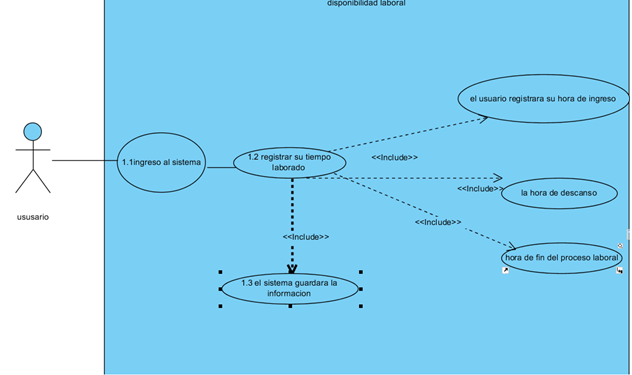 disponibilidad laboral
el usuario registrara su hora de ingreso
<<Include>>
1.1ingreso al sistema
1.2 registrar su tiempo
laborado
<<Include>>
la hora de descanso
ususario
<<Include>>
<<Include>>
hora de fin del proceso laboral
1.3 el sistema guardara la
informacion